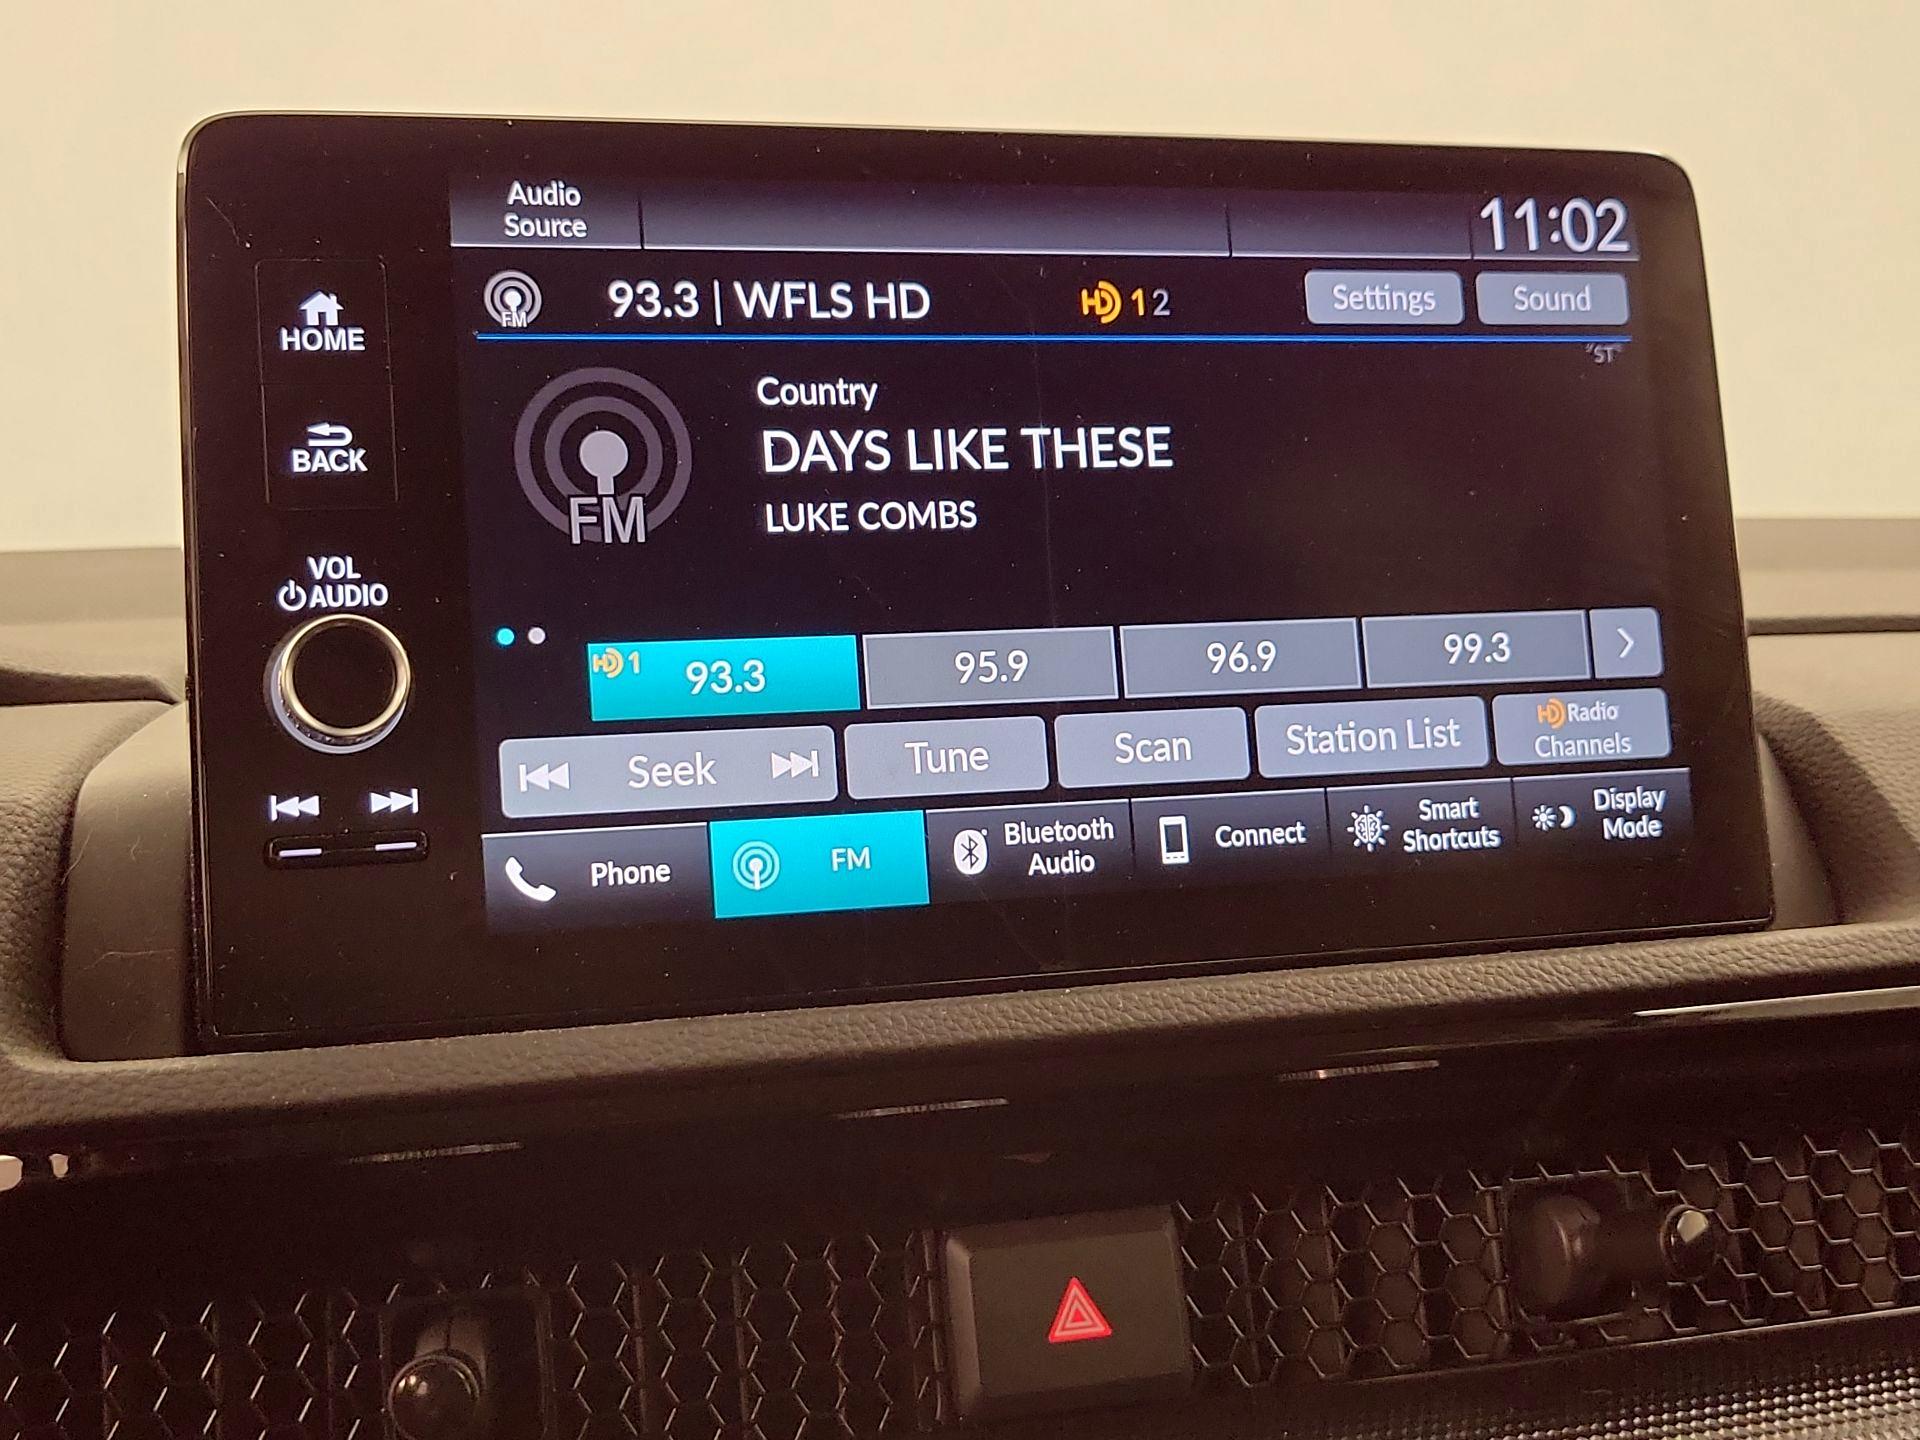 Audio
Source
11:02
FM
93.3 | WFLS HD
HD 1 2
Settings
Sound
"ST"
HOME
BACK
VOL
AUDIO
FM
Country
DAYS LIKE THESE
LUKE COMBS
HD 1 93.3
95.9
96.9
99.3
Seek
Tune
Scan
Station List
HD Radio
Channels
Phone
FM
Bluetooth
Audio
Connect
Smart
Shortcuts
Display
Mode